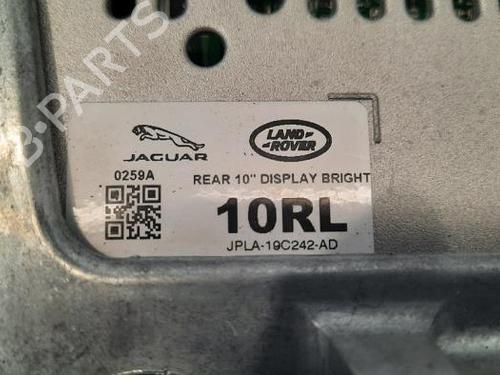 B-PARTS
JAGUAR
LAND ROVER
0259A
REAR 10" DISPLAY BRIGHT
10RL
JPLA-19C242-AD